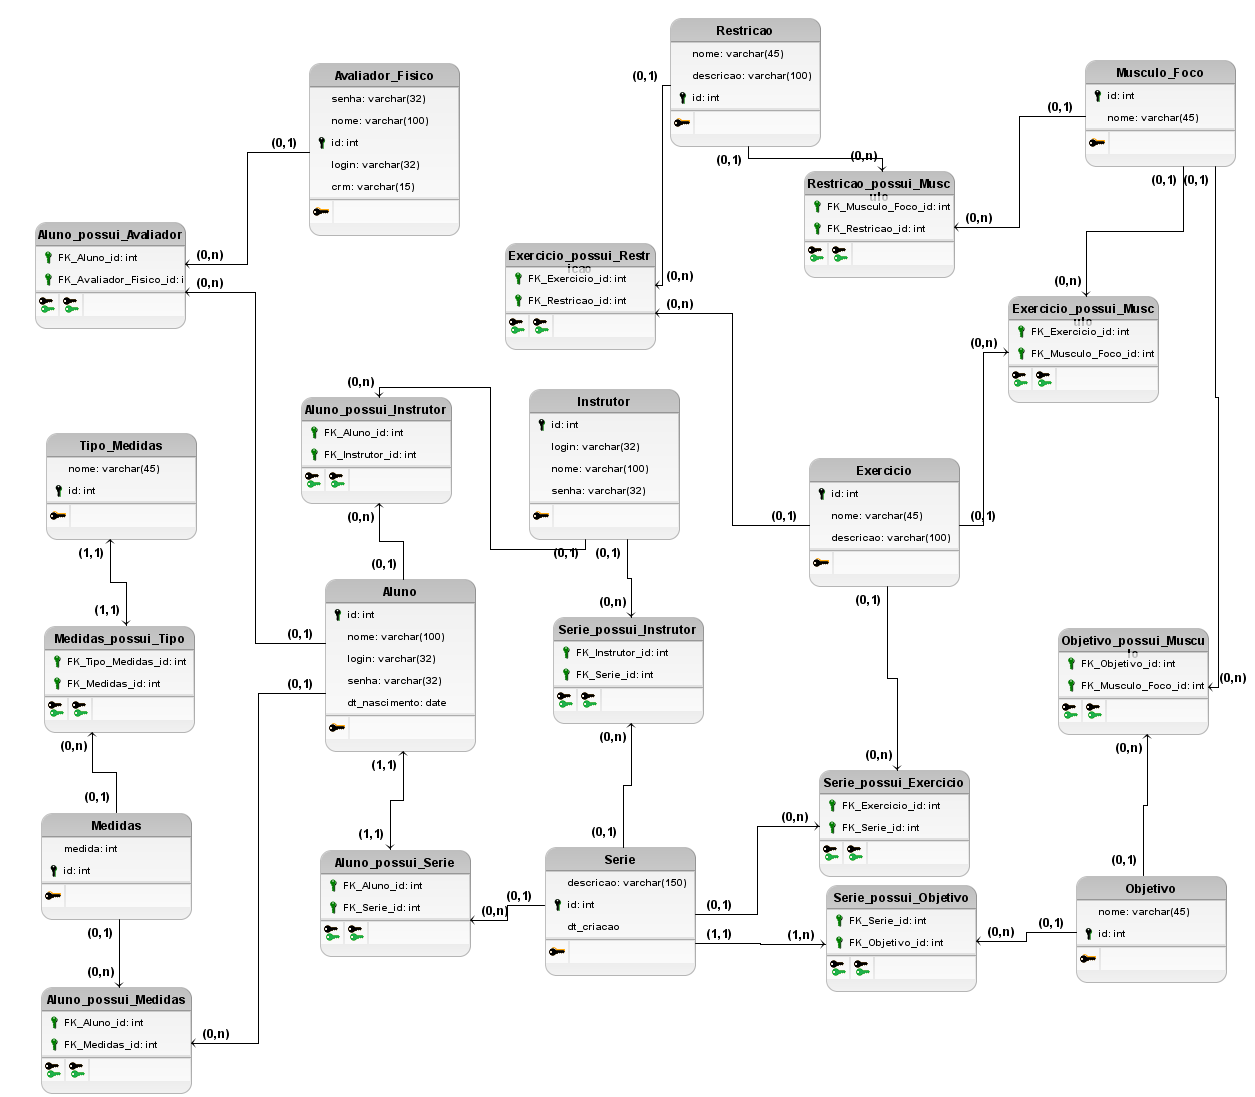 Restricao
nome: varchar(45)
descricao: varchar(100)
id: int
(0,1)
(0,1)
(0,n)
Avaliador_Fisico
senha: varchar(32)
nome: varchar(100)
id: int
login: varchar(32)
crm: varchar(15)
(0,1)
Musculo_Foco
id: int
nome: varchar(45)
(0,1)
(0,1)
(0,1)
Restricao_possui_Musc
ulo
FK_Musculo_Foco_id: int
FK_Restricao_id: int
(0,n)
Aluno_possui_Avaliador
FK_Aluno_id: int
FK_Avaliador_Fisico_id: i
(0,n)
(0,n)
Exercicio_possui_Restr
icao
FK_Exercicio_id: int
FK_Restricao_id: int
(0,n)
(0,n)
(0,n)
Exercicio_possui_Musc
ulo
FK_Exercicio_id: int
FK_Musculo_Foco_id: int
(0,n)
(0,n)
Aluno_possui_Instrutor
FK_Aluno_id: int
FK_Instrutor_id: int
(0,n)
(0,1)
Instrutor
id: int
login: varchar(32)
nome: varchar(100)
senha: varchar(32)
(0,1)
(0,1)
Tipo_Medidas
nome: varchar(45)
id: int
(1,1)
(1,1)
Exercicio
id: int
nome: varchar(45)
descricao: varchar(100)
(0,1)
(0,1)
(0,1)
Aluno
id: int
nome: varchar(100)
login: varchar(32)
senha: varchar(32)
dt_nascimento: date
(0,1)
(0,1)
(1,1)
(1,1)
(0,n)
Serie_possui_Instrutor
FK_Instrutor_id: int
FK_Serie_id: int
(0,n)
(0,1)
Medidas_possui_Tipo
FK_Tipo_Medidas_id: int
FK_Medidas_id: int
(0,n)
(0,1)
Objetivo_possui_Muscu
lo
FK_Objetivo_id: int
FK_Musculo_Foco_id: int
(0,n)
(0,n)
(0,1)
(0,n)
Serie_possui_Exercicio
FK_Exercicio_id: int
FK_Serie_id: int
(0,n)
Medidas
medida: int
id: int
(0,1)
(0,n)
Aluno_possui_Serie
FK_Aluno_id: int
FK_Serie_id: int
(0,n)
(0,1)
Serie
descricao: varchar(150)
id: int
dt_criacao
(0,1)
(1,1)
(1,n)
Serie_possui_Objetivo
FK_Serie_id: int
FK_Objetivo_id: int
(0,n)
(0,1)
Objetivo
nome: varchar(45)
id: int
Aluno_possui_Medidas
FK_Aluno_id: int
FK_Medidas_id: int
(0,n)